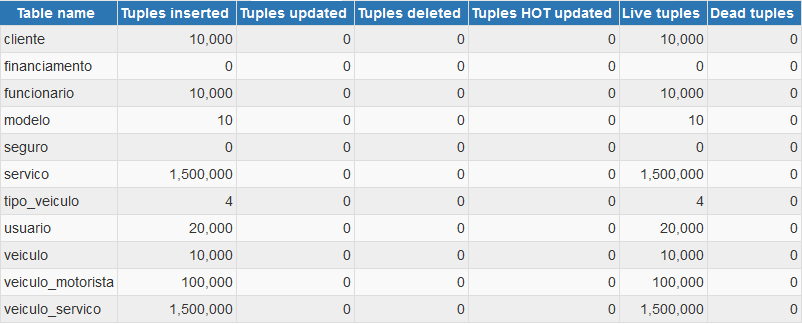 Table name Tuples inserted Tuples updated Tuples deleted Tuples HOT updated Live tuples Dead tuples
cliente 10,000 0 0 0 10,000 0
financiamento 0 0 0 0 0 0
funcionario 10,000 0 0 0 10,000 0
modelo 10 0 0 0 10 0
seguro 0 0 0 0 0 0
servico 1,500,000 0 0 0 1,500,000 0
tipo_veiculo 4 0 0 0 4 0
usuario 20,000 0 0 0 20,000 0
veiculo 10,000 0 0 0 10,000 0
veiculo_motorista 100,000 0 0 0 100,000 0
veiculo_servico 1,500,000 0 0 0 1,500,000 0